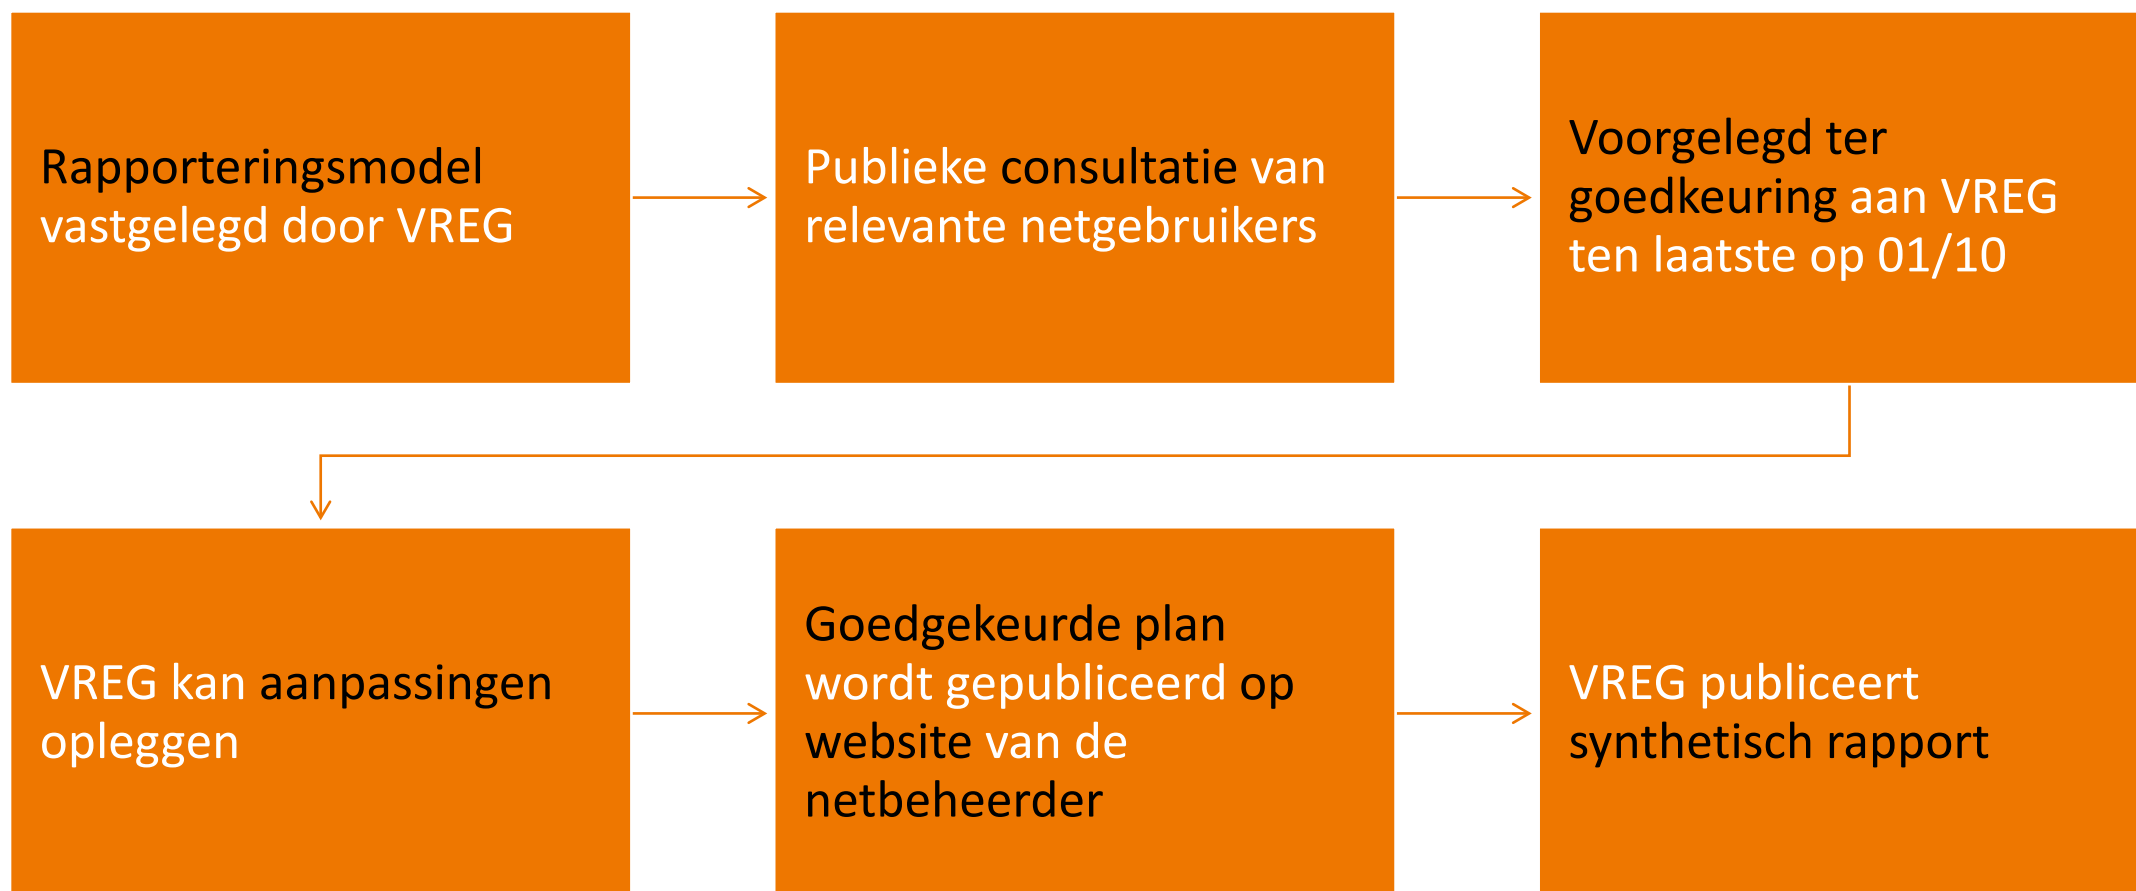 Rapporteringsmodel
vastgelegd door VREG
Publieke consultatie van
relevante netgebruikers
Voorgelegd ter
goedkeuring aan VREG
ten laatste op 01/10
VREG kan aanpassingen
opleggen
Goedgekeurde plan
wordt gepubliceerd op
website van de
netbeheerder
VREG publiceert
synthetisch rapport